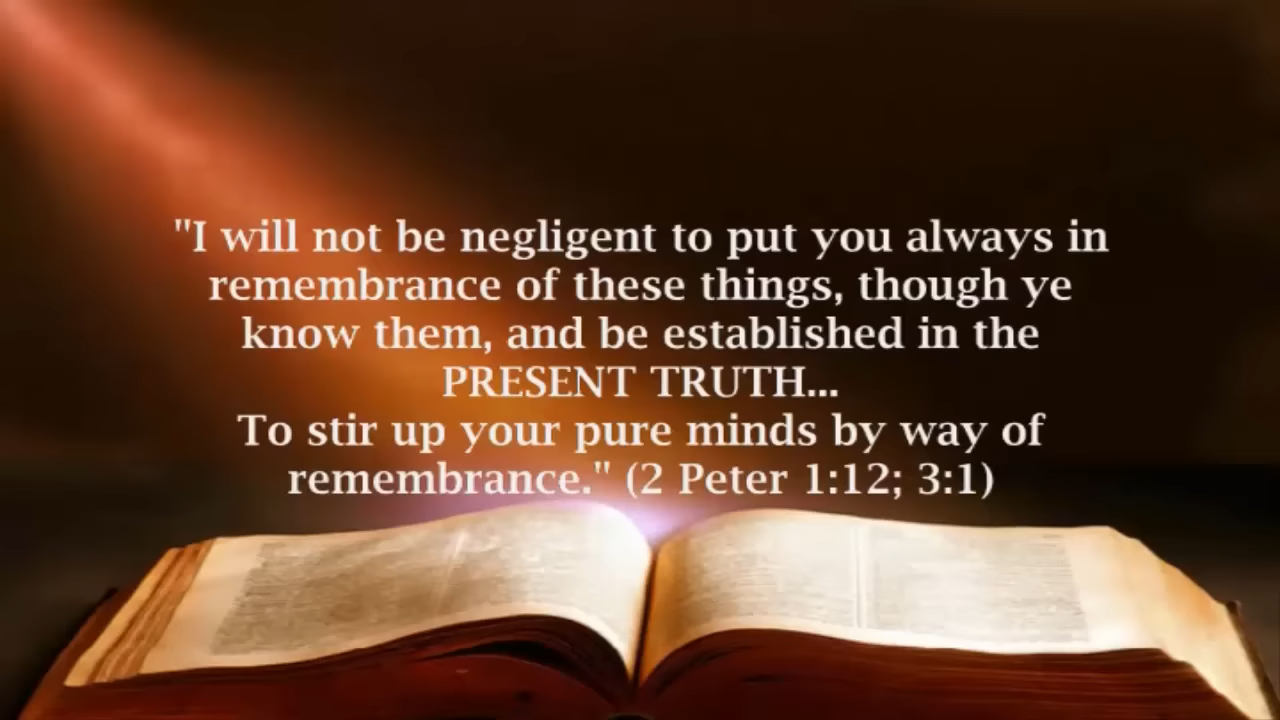 "I will not be negligent to put you always in
remembrance of these things, though ye
know them, and be established in the
PRESENT TRUTH...
To stir up your pure minds by way of
remembrance." (2 Peter 1:12; 3:1)